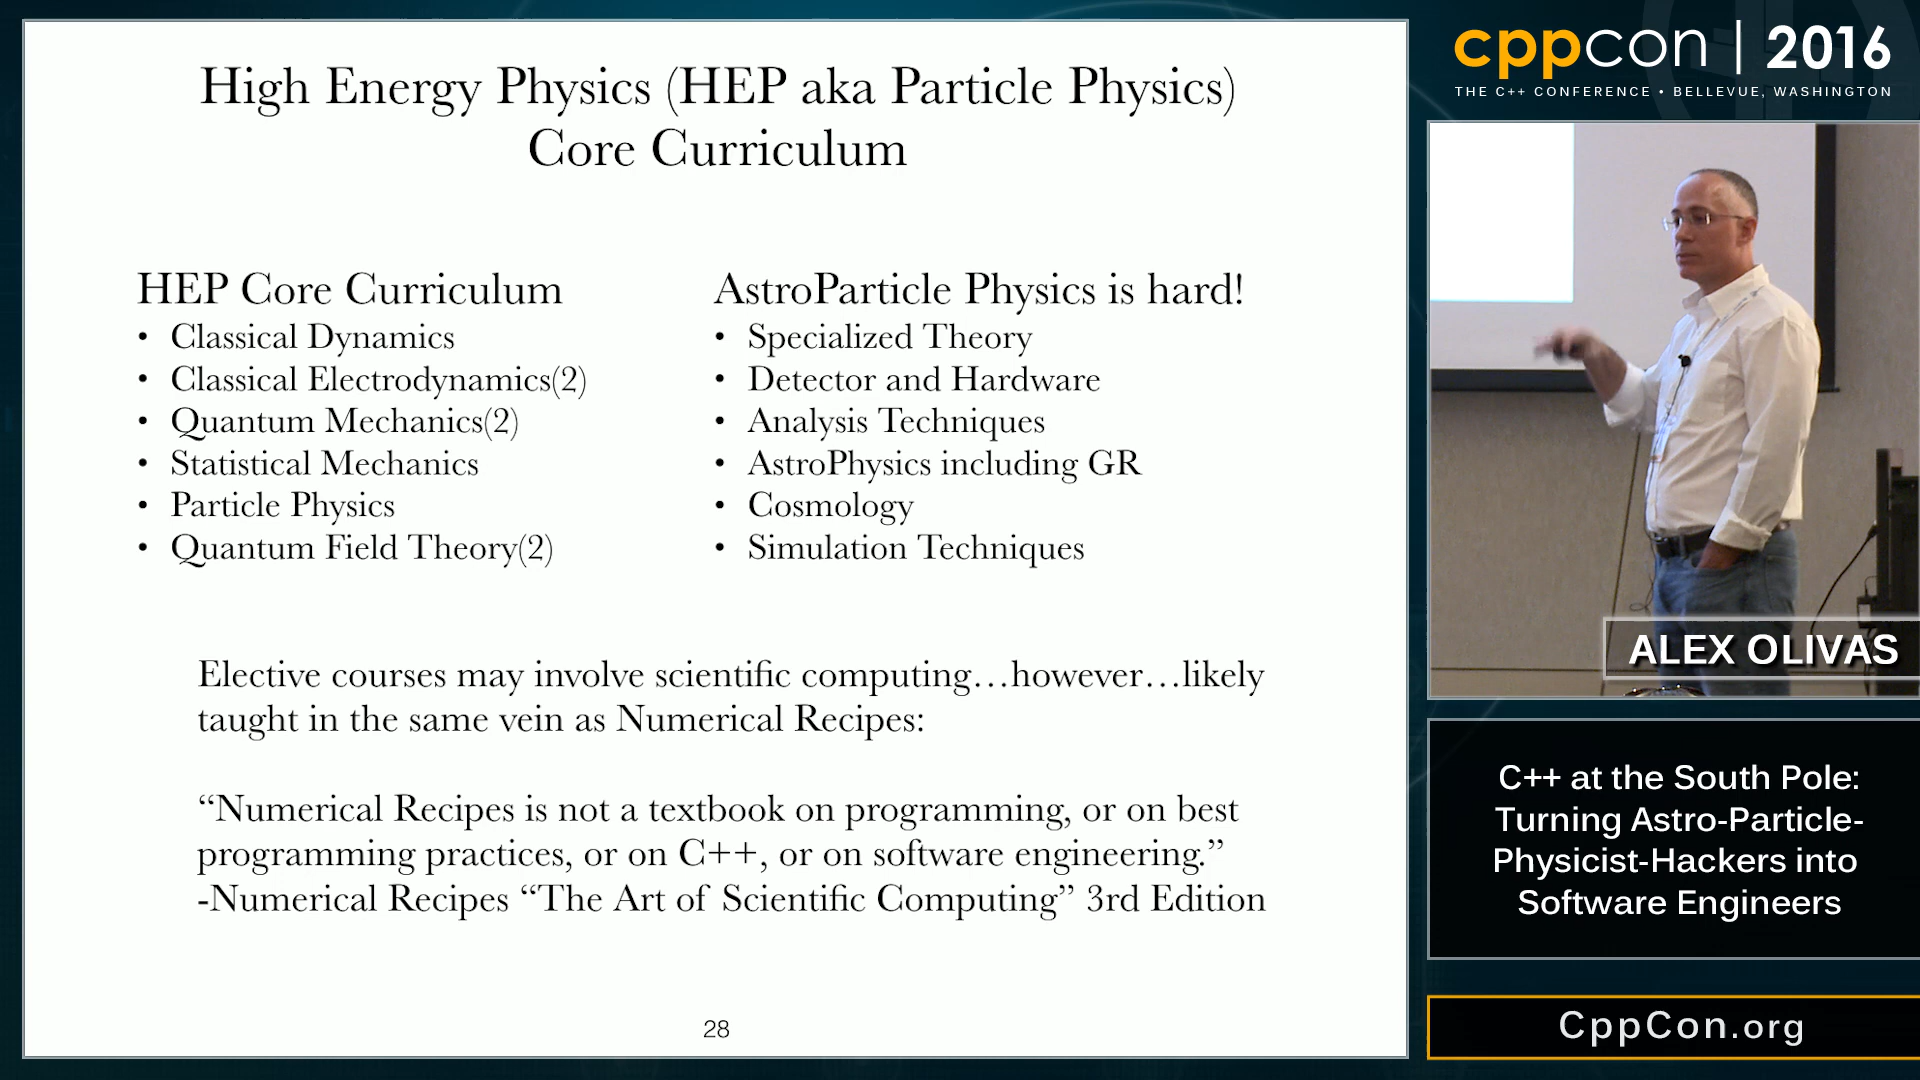 High Energy Physics (HEP aka Particle Physics)
Core Curriculum
HEP Core Curriculum
• Classical Dynamics
• Classical Electrodynamics(2)
• Quantum Mechanics(2)
• Statistical Mechanics
• Particle Physics
• Quantum Field Theory(2)
AstroParticle Physics is hard!
• Specialized Theory
• Detector and Hardware
• Analysis Techniques
• AstroPhysics including GR
• Cosmology
• Simulation Techniques
Elective courses may involve scientific computing…however…likely
taught in the same vein as Numerical Recipes:
“Numerical Recipes is not a textbook on programming, or on best
programming practices, or on C++, or on software engineering.”
-Numerical Recipes “The Art of Scientific Computing” 3rd Edition
28
cppcon | 2016
THE C++ CONFERENCE • BELLEVUE, WASHINGTON
ALEX OLIVAS
C++ at the South Pole:
Turning Astro-Particle-
Physicist-Hackers into
Software Engineers
CppCon.org